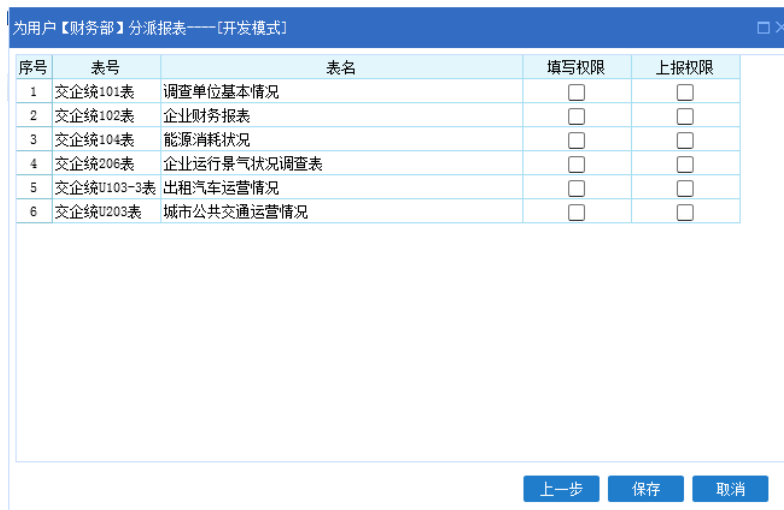 为用户【财务部】分派报表----[开发模式]
序号 表号 表名 填写权限 上报权限
1 交企统101表 调查单位基本情况
2 交企统102表 企业财务报表
3 交企统104表 能源消耗状况
4 交企统206表 企业运行景气状况调查表
5 交企统U103-3表 出租汽车运营情况
6 交企统U203表 城市公共交通运营情况
上一步 保存 取消